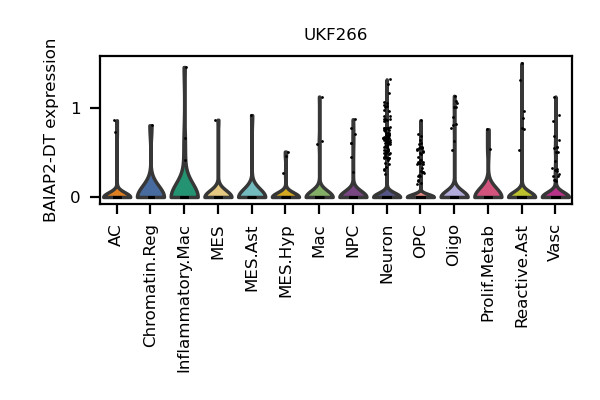 UKF266
BAIAP2-DT expression
1
0
AC
Chromatin.Reg
Inflammatory.Mac
MES
MES.Ast
MES.Hyp
Mac
NPC
Neuron
OPC
Oligo
Prolif.Metab
Reactive.Ast
Vasc